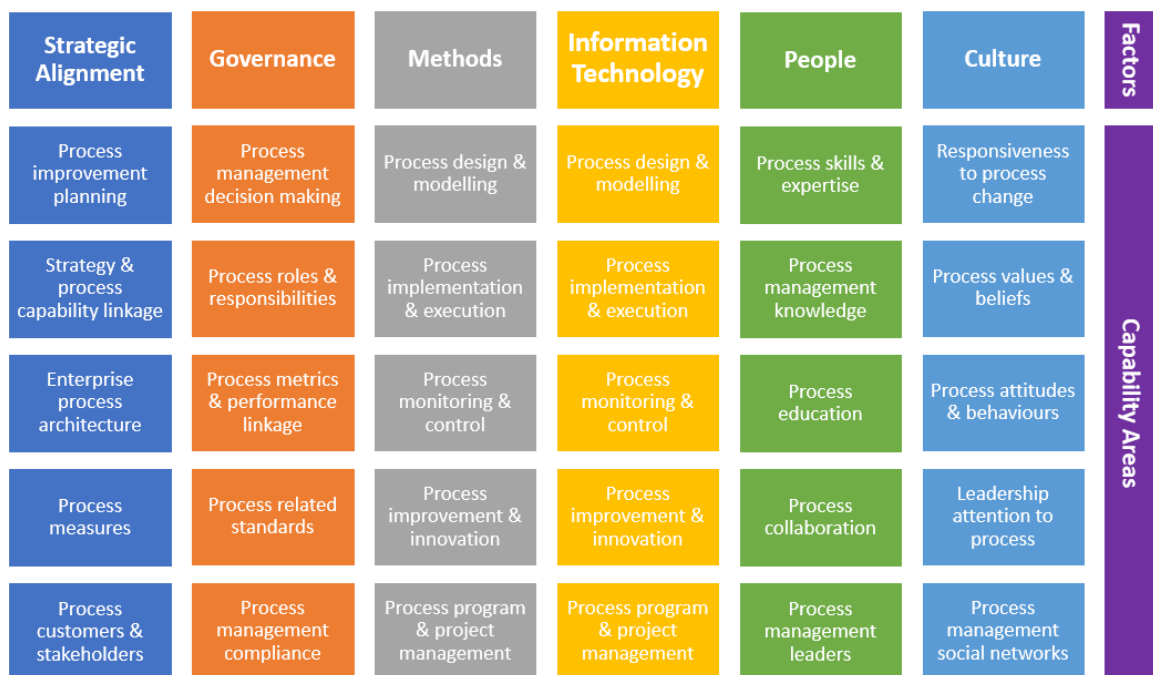 Strategic
Alignment
Governance
Methods
Information
Technology
People
Culture
Factors
Process
improvement
planning
Process
management
decision making
Process design &
modelling
Process design &
modelling
Process skills &
expertise
Responsiveness
to process
change
Capability Areas
Strategy &
process
capability linkage
Process roles &
responsibilities
Process
implementation
& execution
Process
implementation
& execution
Process
management
knowledge
Process values &
beliefs
Enterprise
process
architecture
Process metrics
& performance
linkage
Process
monitoring &
control
Process
monitoring &
control
Process
education
Process attitudes
& behaviours
Process
measures
Process related
standards
Process
improvement &
innovation
Process
improvement &
innovation
Process
collaboration
Leadership
attention to
process
Process
customers &
stakeholders
Process
management
compliance
Process program
& project
management
Process program
& project
management
Process
management
leaders
Process
management
social networks